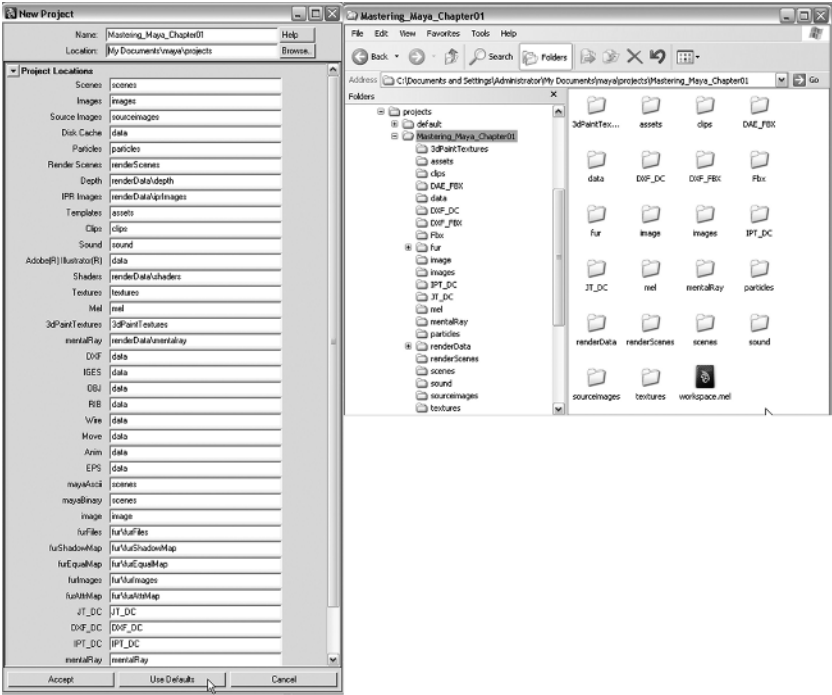 New Project
Name: Mastering_Maya_Chapter01 Help
Location: My Documents\maya\projects Browse..
Project Locations
Scenes scenes
Images images
Source Images sourceimages
Disk Cache data
Particles particles
Render Scenes renderScenes
Depth renderData\depth
IPR Images renderData\iprImages
Templates assets
Clips clips
Sound sound
Adobe(R) Illustrator(R) data
Shaders renderData\shaders
Textures textures
Mel mel
3dPaintTextures 3dPaintTextures
mentalRay renderData\mentalray
DXF data
IGES data
OBJ data
RIB data
Wire data
Move data
Anim data
EPS data
mayaAscii scenes
mayaBinary scenes
image image
furFiles fur\furFiles
furShadowMap fur\furShadowMap
furEqualMap fur\furEqualMap
furImages fur\furImages
furAttrMap fur\furAttrMap
JT_DC JT_DC
DXF_DC DXF_DC
IPT_DC IPT_DC
mentalRay mentalRay
Accept Use Defaults Cancel
Mastering_Maya_Chapter01
File Edit View Favorites Tools Help
Back Search Folders
Address C:\Documents and Settings\Administrator\My Documents\maya\projects\Mastering_Maya_Chapter01 Go
Folders
projects
default
Mastering_Maya_Chapter01
3dPaintTextures
assets
clips
DAE_FBX
data
DXF_DC
DXF_FBX
Fbx
fur
image
images
IPT_DC
JT_DC
mel
mentalRay
particles
renderData
renderScenes
scenes
sound
sourceimages
textures
3dPaintTex... assets clips DAE_FBX
data DXF_DC DXF_FBX Fbx
fur image images IPT_DC
JT_DC mel mentalRay particles
renderData renderScenes scenes sound
sourceimages textures workspace.mel